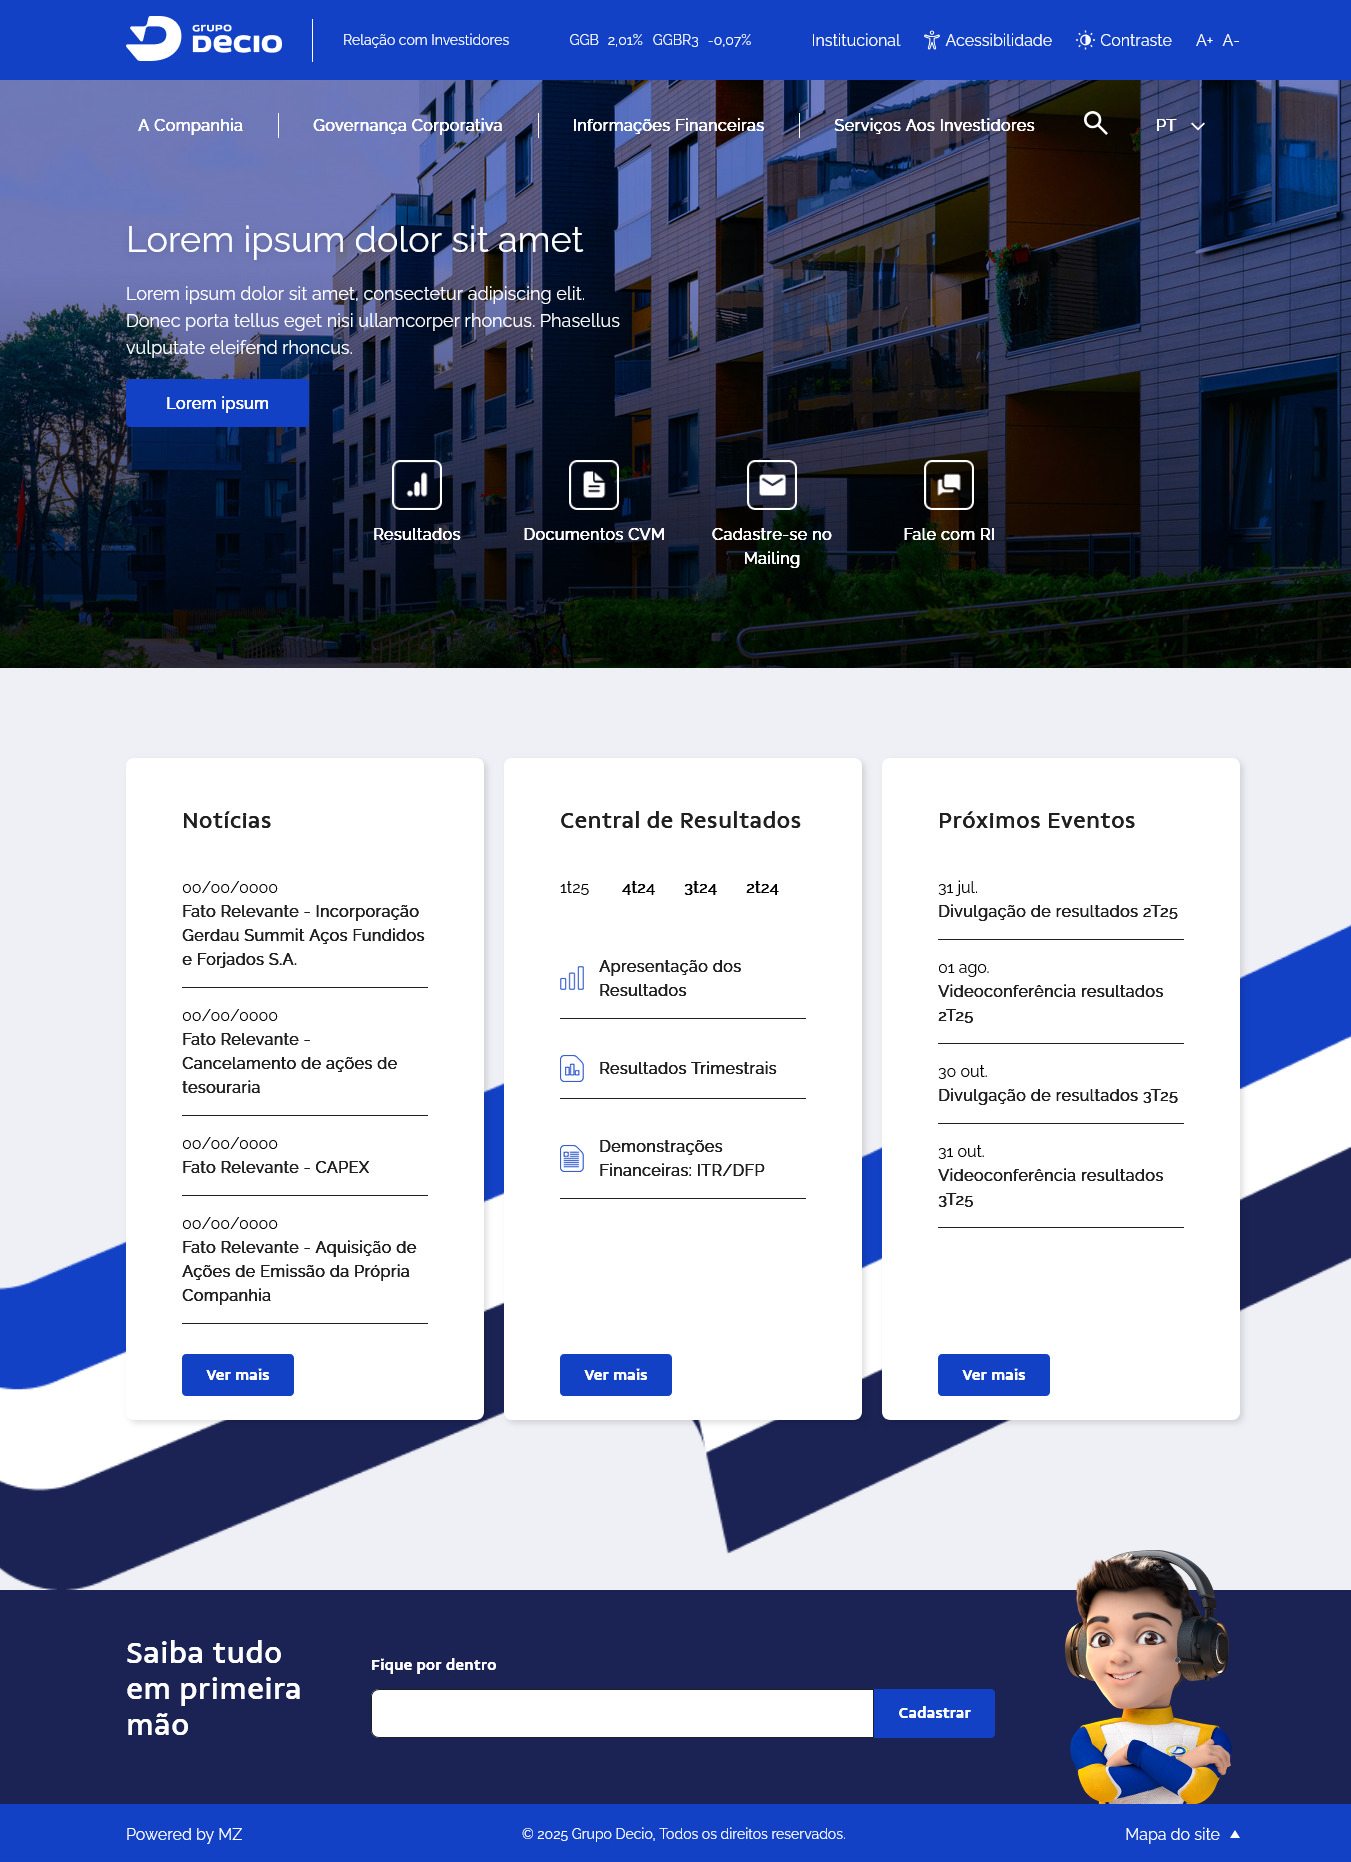 GRUPO
DECIO
Relação com Investidores
GGB 2,01% GGBR3 -0,07%
Institucional
Acessibilidade
Contraste
A+ A-
A Companhia
Governança Corporativa
Informações Financeiras
Serviços Aos Investidores
PT
Lorem ipsum dolor sit amet
Lorem ipsum dolor sit amet, consectetur adipiscing elit.
Donec porta tellus eget nisi ullamcorper rhoncus. Phasellus
vulputate eleifend rhoncus.
Lorem ipsum
Resultados
Documentos CVM
Cadastre-se no
Mailing
Fale com RI
Notícias
00/00/0000
Fato Relevante - Incorporação
Gerdau Summit Aços Fundidos
e Forjados S.A.
00/00/0000
Fato Relevante -
Cancelamento de ações de
tesouraria
00/00/0000
Fato Relevante - CAPEX
00/00/0000
Fato Relevante - Aquisição de
Ações de Emissão da Própria
Companhia
Ver mais
Central de Resultados
1t25 4t24 3t24 2t24
Apresentação dos
Resultados
Resultados Trimestrais
Demonstrações
Financeiras: ITR/DFP
Ver mais
Próximos Eventos
31 jul.
Divulgação de resultados 2T25
01 ago.
Videoconferência resultados
2T25
30 out.
Divulgação de resultados 3T25
31 out.
Videoconferência resultados
3T25
Ver mais
Saiba tudo
em primeira
mão
Fique por dentro
Cadastrar
Powered by MZ
© 2025 Grupo Decio, Todos os direitos reservados.
Mapa do site